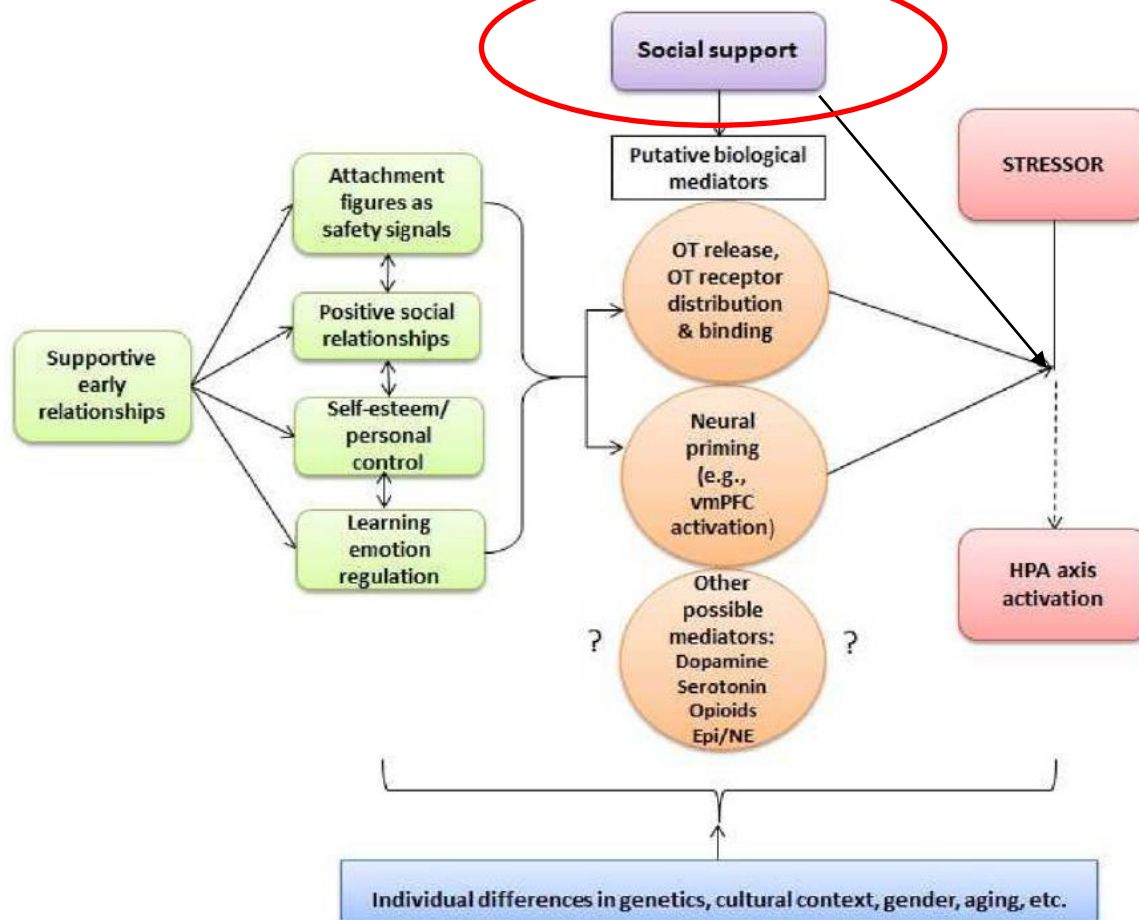 Social support
Putative biological
mediators
STRESSOR
Attachment
figures as
safety signals
Positive social
relationships
Self-esteem/
personal
control
Learning
emotion
regulation
Supportive
early
relationships
OT release,
OT receptor
distribution
& binding
Neural
priming
(e.g.,
vmPFC
activation)
Other
possible
mediators:
Dopamine
Serotonin
Opioids
Epi/NE
?
?
HPA axis
activation
Individual differences in genetics, cultural context, gender, aging, etc.